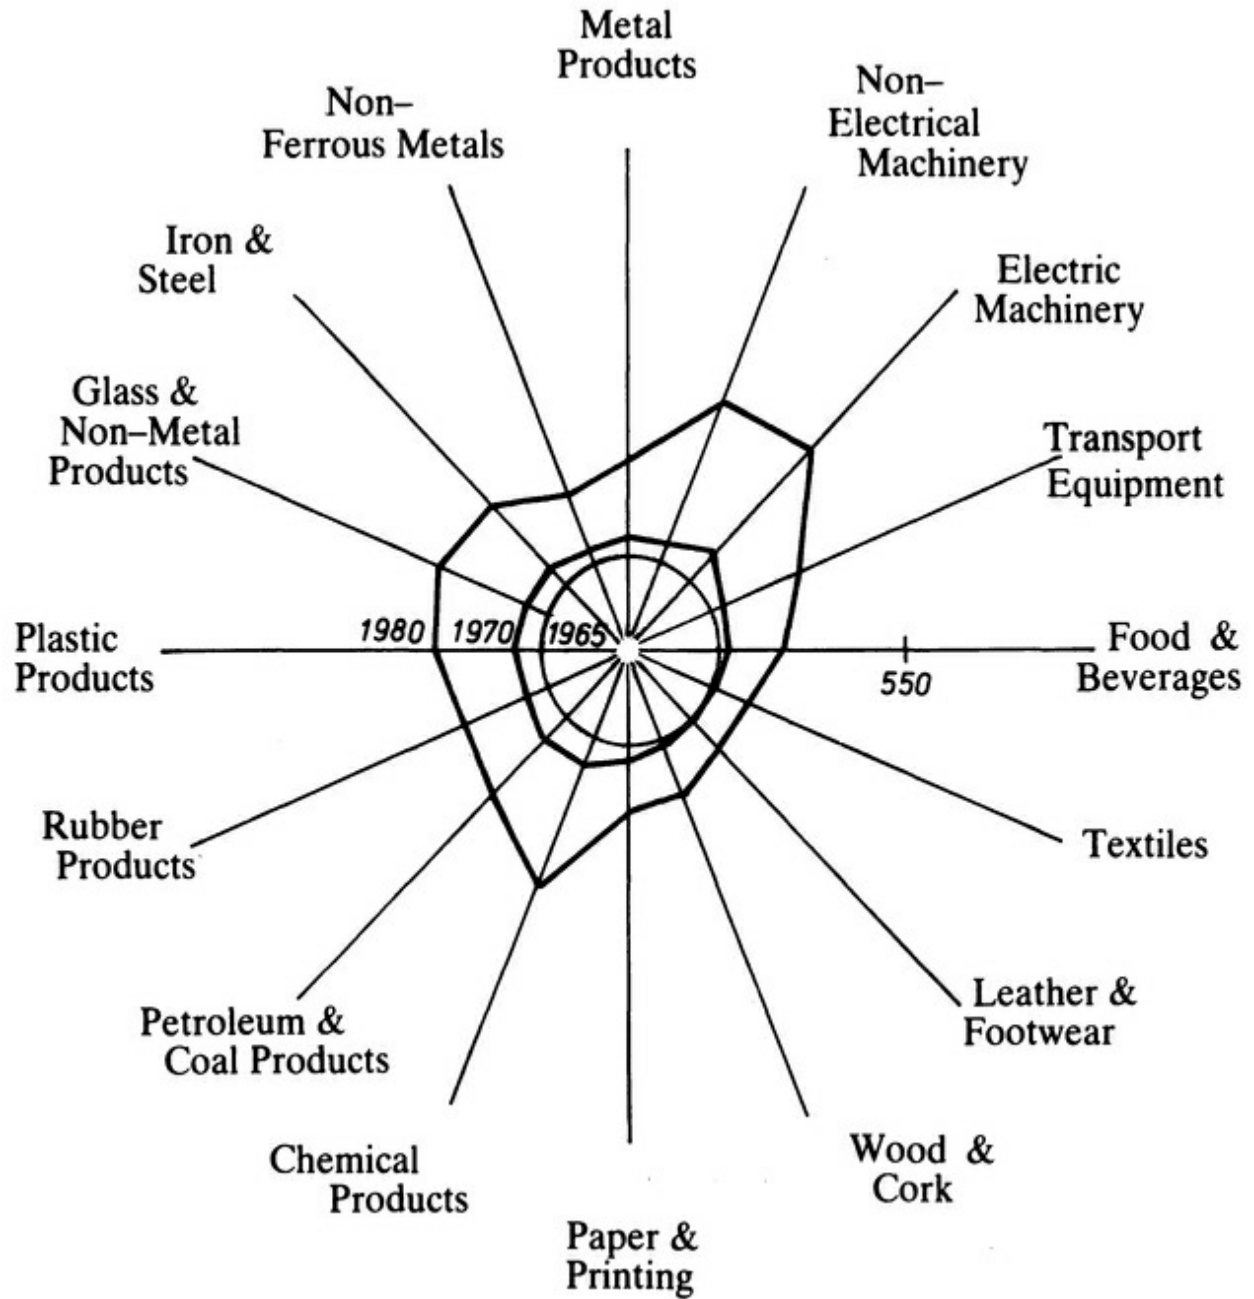 Metal
Products
Non–
Electrical
Machinery
Non–
Ferrous Metals
Iron &
Steel
Electric
Machinery
Glass &
Non–Metal
Products
Transport
Equipment
Plastic
Products
1980
1970
1965
550
Food &
Beverages
Rubber
Products
Textiles
Petroleum &
Coal Products
Leather &
Footwear
Chemical
Products
Wood &
Cork
Paper &
Printing